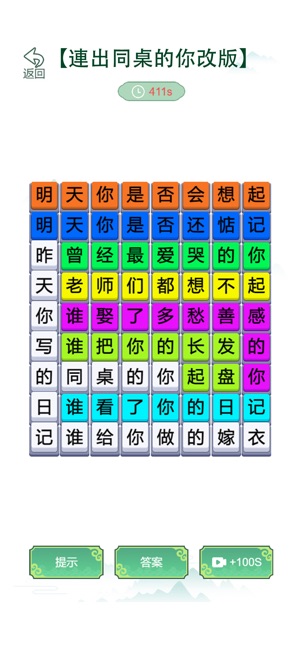 【連出同桌的你改版】
返回
411s
明天你是否会想起
明天你是否还惦记
昨曾经最爱哭的你
天老师们都想不起
你谁娶了多愁善感
写谁把你的长发的
的同桌的你起盘你
日谁看了你的日记
记谁给你做的嫁衣
提示
答案
+100S